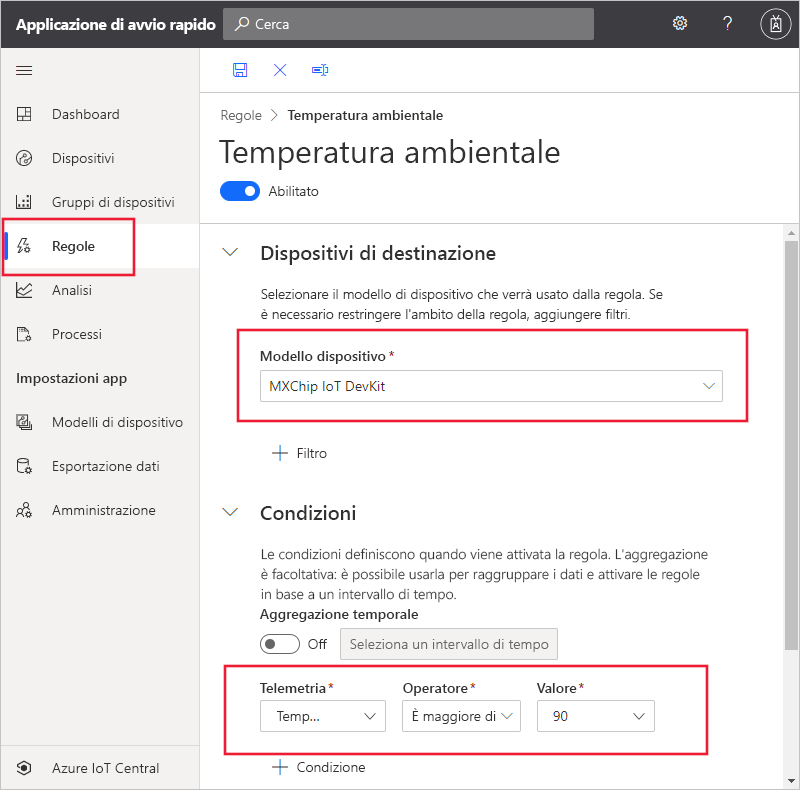 Applicazione di avvio rapido
Cerca
?
Dashboard
Dispositivi
Gruppi di dispositivi
Regole
Analisi
Processi
Impostazioni app
Modelli di dispositivo
Esportazione dati
Amministrazione
Azure IoT Central
Regole > Temperatura ambientale
Temperatura ambientale
Abilitato
Dispositivi di destinazione
Selezionare il modello di dispositivo che verrà usato dalla regola. Se
è necessario restringere l'ambito della regola, aggiungere filtri.
Modello dispositivo *
MXChip IoT DevKit
+ Filtro
Condizioni
Le condizioni definiscono quando viene attivata la regola. L'aggregazione
è facoltativa: è possibile usarla per raggruppare i dati e attivare le regole
in base a un intervallo di tempo.
Aggregazione temporale
Off Seleziona un intervallo di tempo
Telemetria * Operatore * Valore *
Temp... È maggiore di 90
+ Condizione